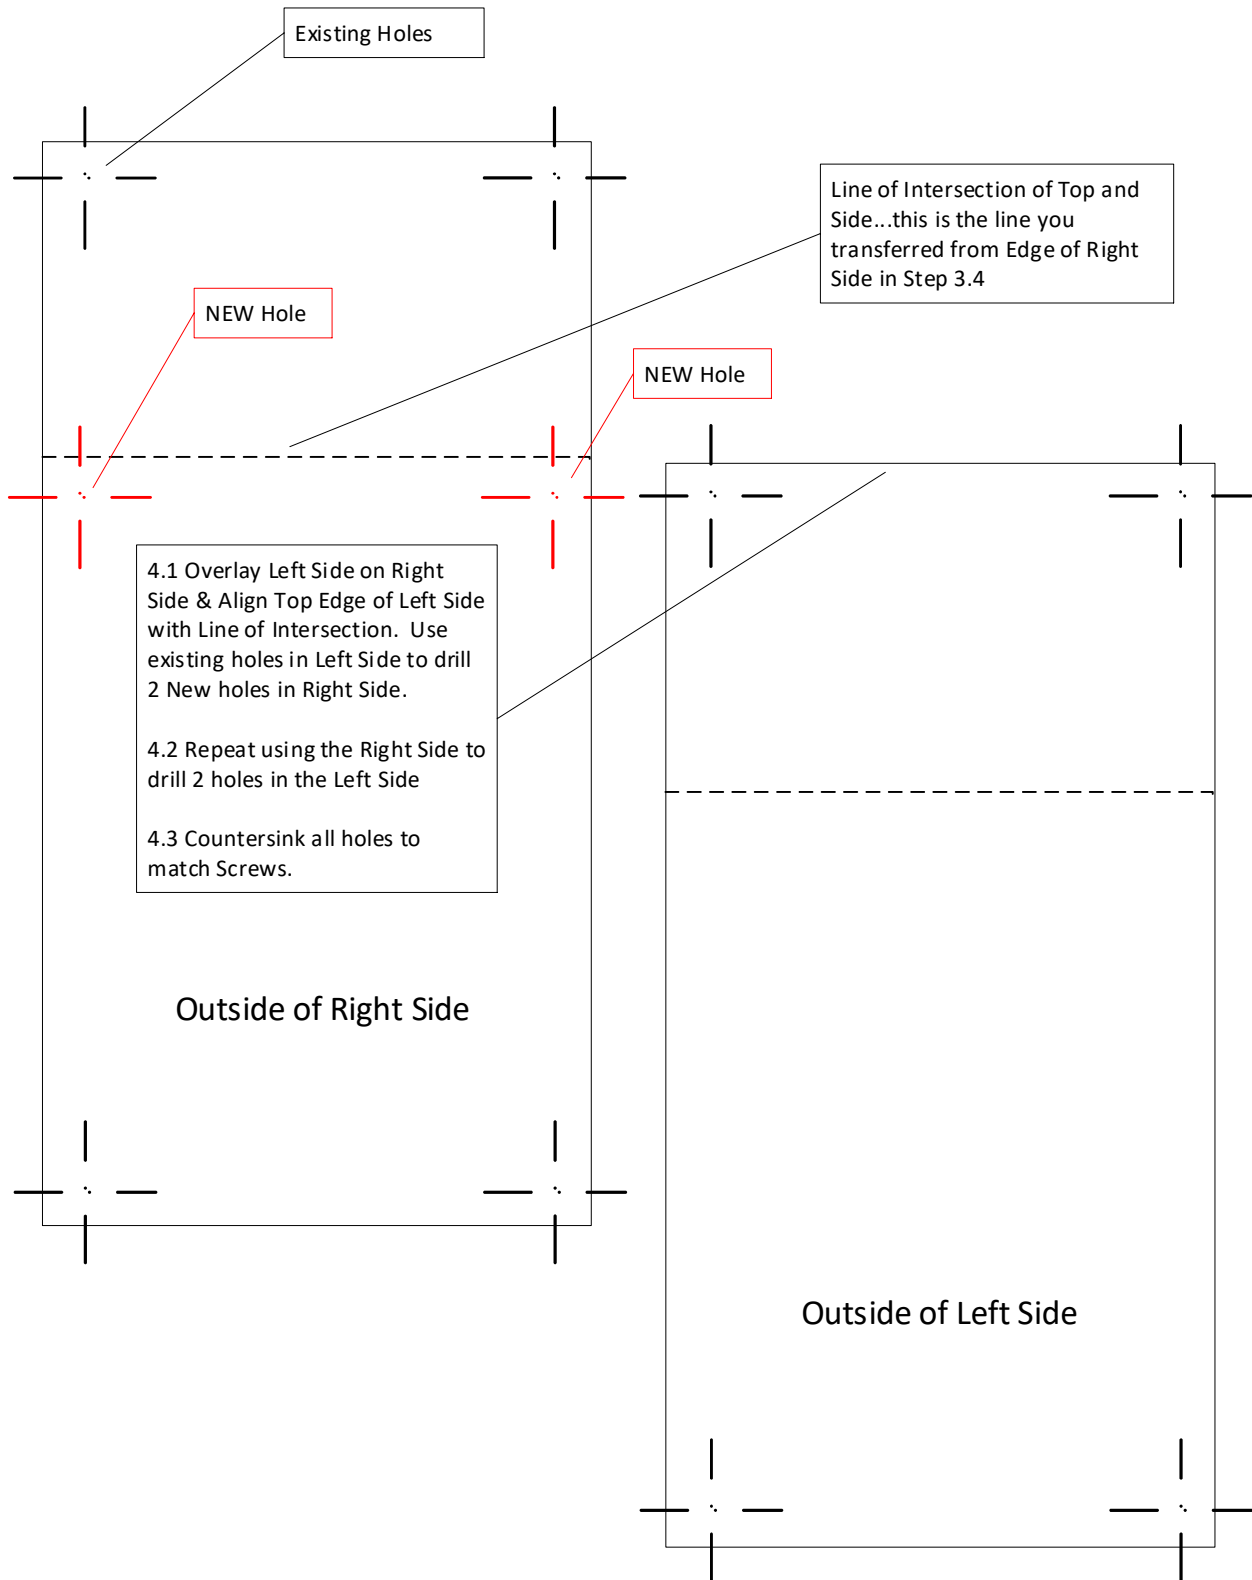 Existing Holes
Line of Intersection of Top and
Side...this is the line you
transferred from Edge of Right
Side in Step 3.4
NEW Hole
NEW Hole
4.1 Overlay Left Side on Right
Side & Align Top Edge of Left Side
with Line of Intersection.  Use
existing holes in Left Side to drill
2 New holes in Right Side.
4.2 Repeat using the Right Side to
drill 2 holes in the Left Side
4.3 Countersink all holes to
match Screws.
Outside of Right Side
Outside of Left Side